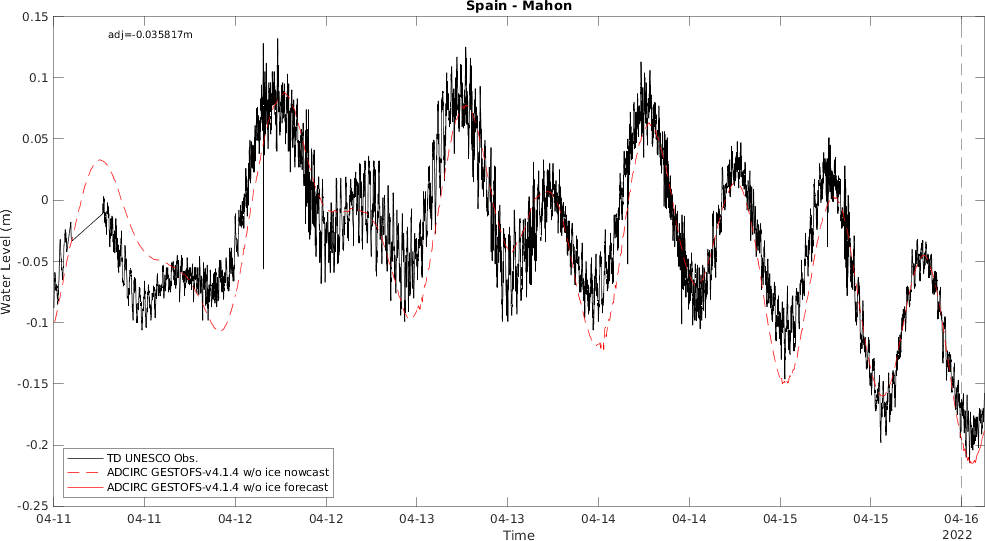 Spain - Mahon
adj=-0.035817m
0.15
0.1
0.05
0
-0.05
-0.1
-0.15
-0.2
-0.25
Water Level (m)
TD UNESCO Obs.
ADCIRC GESTOFS-v4.1.4 w/o ice nowcast
ADCIRC GESTOFS-v4.1.4 w/o ice forecast
04-11 04-11 04-12 04-12 04-13 04-13 04-14 04-14 04-15 04-15 04-16
2022
Time